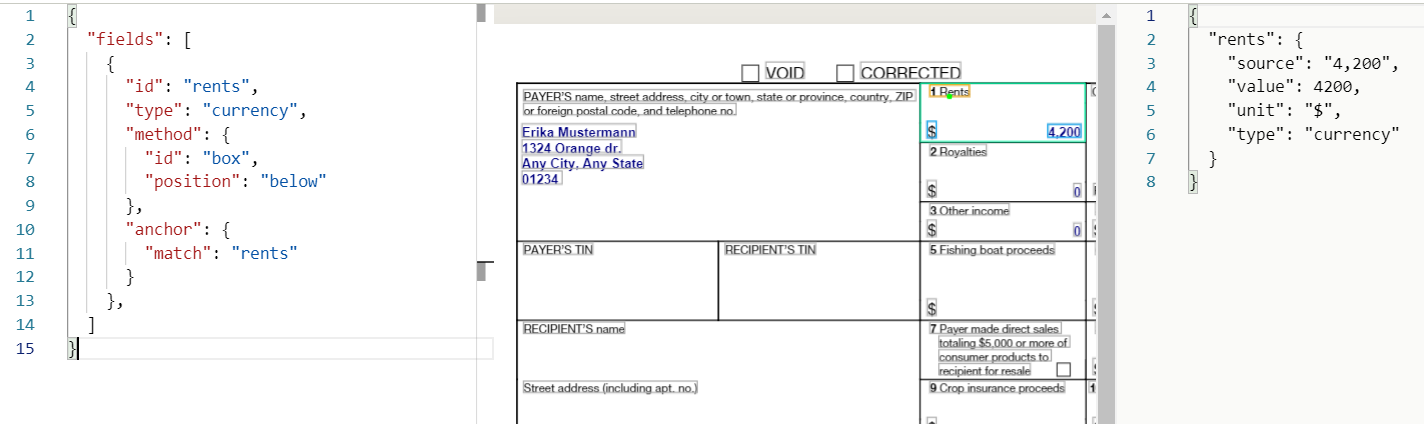 1 {
2 "fields": [
3 {
4 "id": "rents",
5 "type": "currency",
6 "method": {
7 "id": "box",
8 "position": "below"
9 },
10 "anchor": {
11 "match": "rents"
12 }
13 },
14 ]
15 }
VOID CORRECTED
PAYER'S name, street address, city or town, state or province, country, ZIP
or foreign postal code, and telephone no.
Erika Mustermann
1324 Orange dr.
Any City, Any State
01234
1 Rents
$ 4,200
2 Royalties
$ 0
3 Other income
$ 0
PAYER'S TIN
RECIPIENT'S TIN
5 Fishing boat proceeds
$
RECIPIENT'S name
7 Payer made direct sales
totaling $5,000 or more of
consumer products to
recipient for resale
Street address (including apt. no.)
9 Crop insurance proceeds
1 {
2 "rents": {
3 "source": "4,200",
4 "value": 4200,
5 "unit": "$",
6 "type": "currency"
7 }
8 }